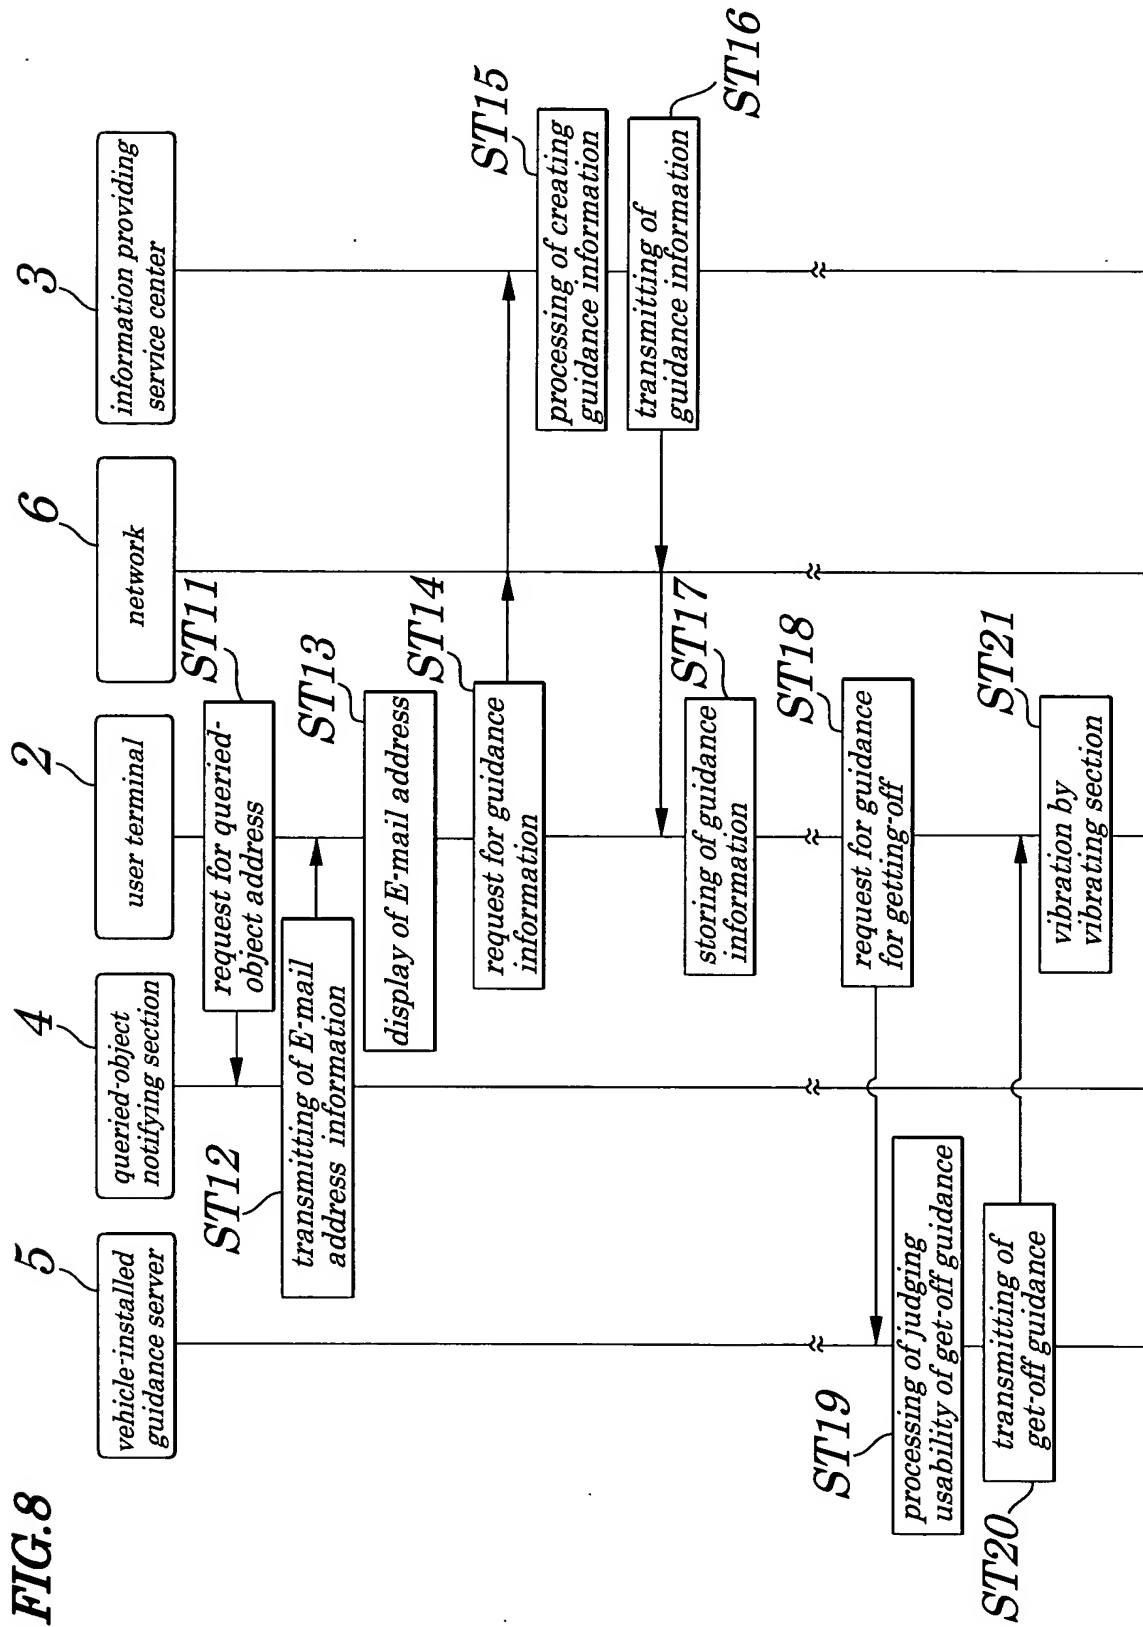 FIG.8
5
vehicle-installed
guidance server
4
queried-object
notifying section
2
user terminal
6
network
3
information providing
service center
ST11
request for queried-
object address
ST12
transmitting of E-mail
address information
ST13
display of E-mail address
ST14
request for guidance
information
ST15
processing of creating
guidance information
ST16
transmitting of
guidance information
ST17
storing of guidance
information
ST18
request for guidance
for getting-off
ST19
processing of judging
usability of get-off guidance
ST20
transmitting of
get-off guidance
ST21
vibration by
vibrating section